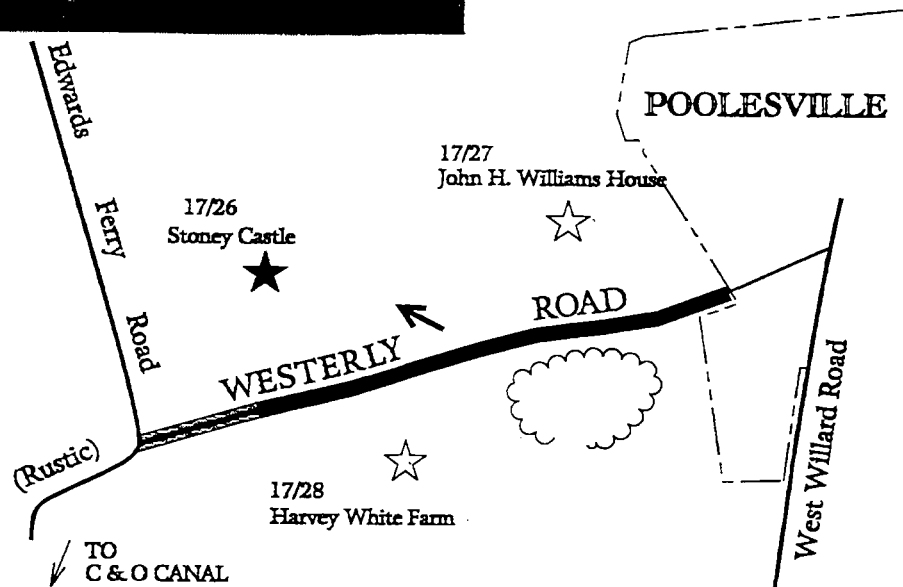 Edwards Ferry Road
POOLESVILLE
17/27
John H. Williams House
17/26
Stoney Castle
WESTERLY ROAD
West Willard Road
(Rustic)
17/28
Harvey White Farm
TO
C & O CANAL